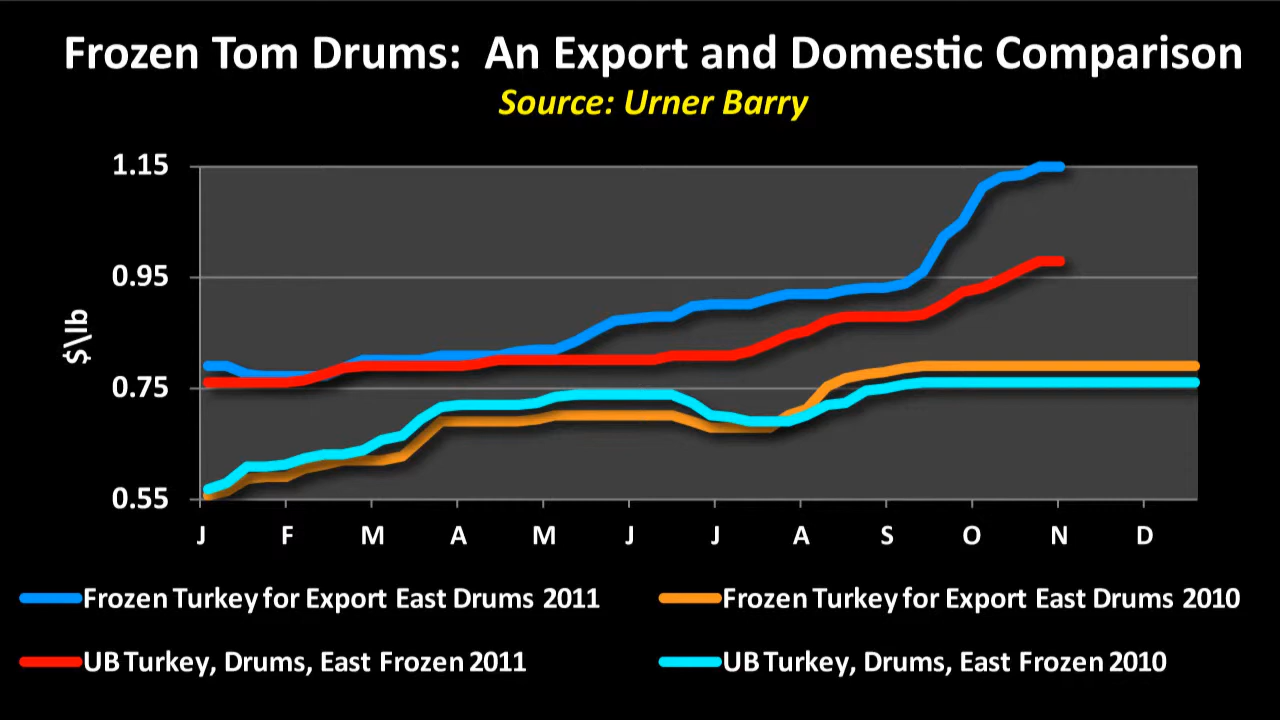 Frozen Tom Drums: An Export and Domestic Comparison
Source: Urner Barry
$\lb
1.15
0.95
0.75
0.55
J F M A M J J A S O N D
Frozen Turkey for Export East Drums 2011
Frozen Turkey for Export East Drums 2010
UB Turkey, Drums, East Frozen 2011
UB Turkey, Drums, East Frozen 2010